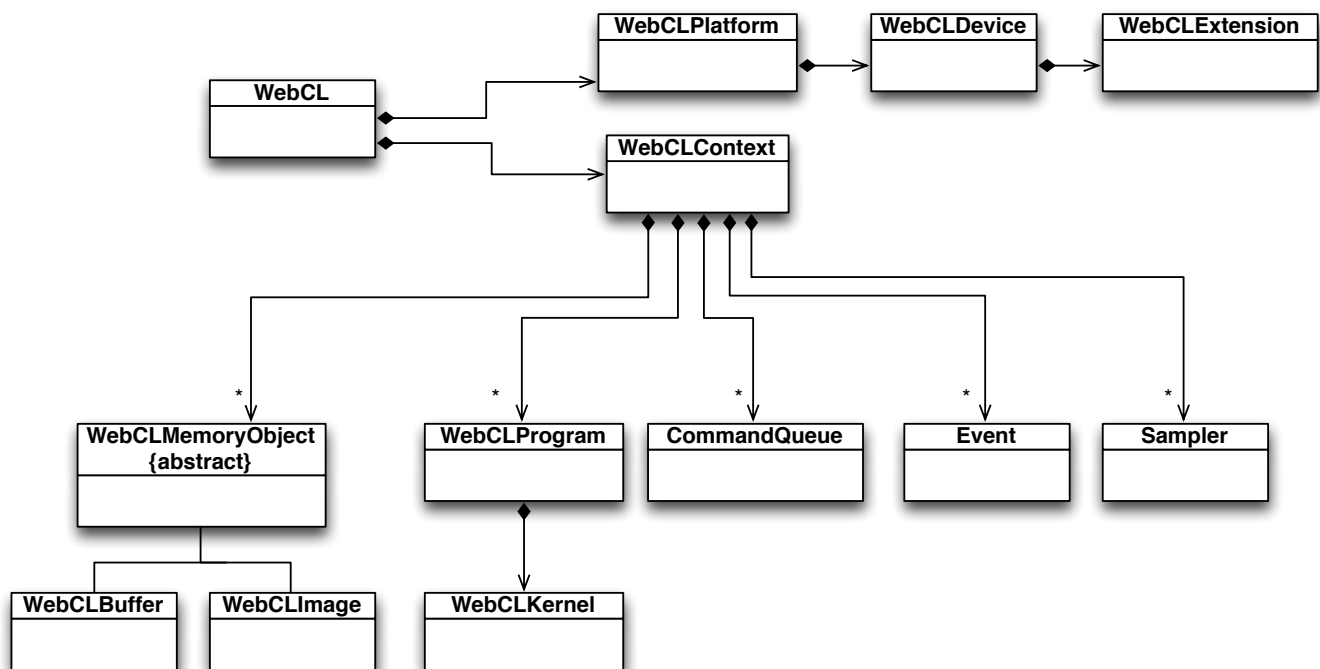 WebCLPlatform
WebCLDevice
WebCLExtension
WebCL
WebCLContext
*
*
*
*
*
WebCLMemoryObject
{abstract}
WebCLProgram
CommandQueue
Event
Sampler
WebCLBuffer
WebCLImage
WebCLKernel